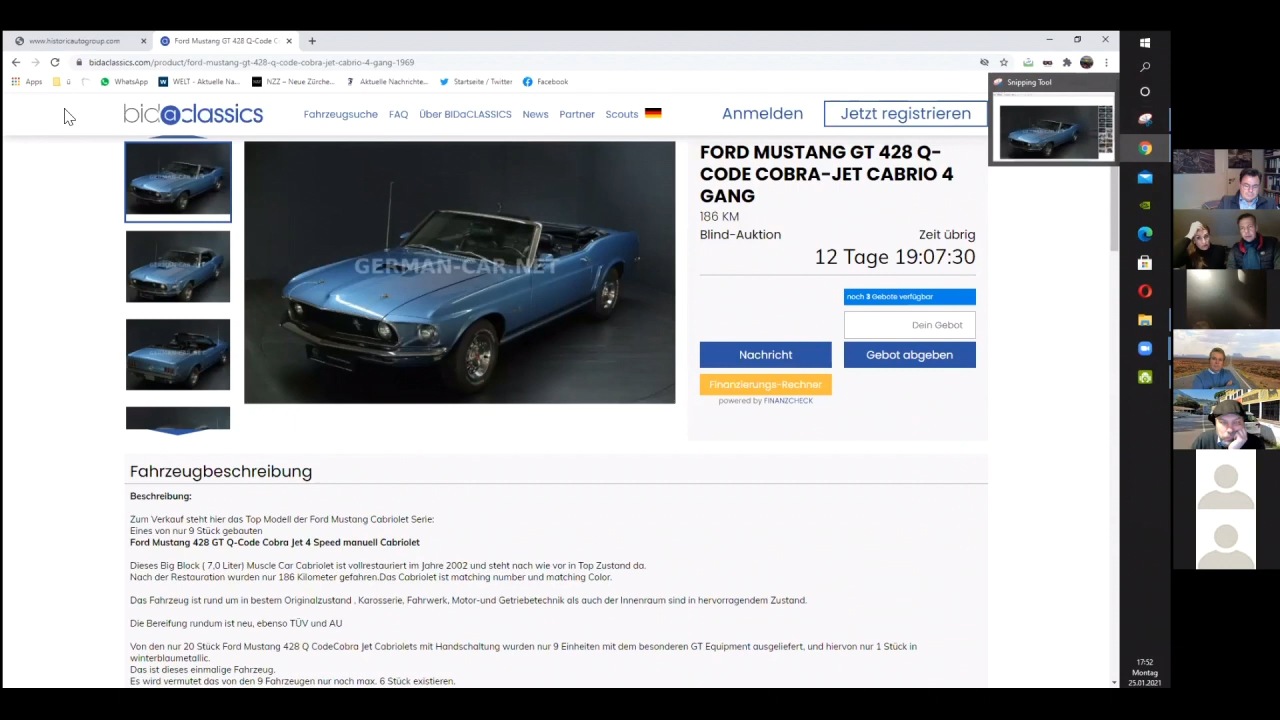 www.historicautogroup.com
Ford Mustang GT 428 Q-Code C
bidaclassics.com/product/ford-mustang-gt-428-q-code-cobra-jet-cabrio-4-gang-1969
Apps
WhatsApp
WELT - Aktuelle Na...
NZZ – Neue Zürche...
Aktuelle Nachrichte...
Startseite / Twitter
Facebook
Snipping Tool
bidaclassics
Fahrzeugsuche
FAQ
Über BIDaCLASSICS
News
Partner
Scouts
Anmelden
Jetzt registrieren
GERMAN-CAR.NET
FORD MUSTANG GT 428 Q-
CODE COBRA-JET CABRIO 4
GANG
186 KM
Blind-Auktion
Zeit übrig
12 Tage 19:07:30
noch 3 Gebote verfügbar
Dein Gebot
Nachricht
Gebot abgeben
Finanzierungs-Rechner
powered by FINANZCHECK
Fahrzeugbeschreibung
Beschreibung:
Zum Verkauf steht hier das Top Modell der Ford Mustang Cabriolet Serie:
Eines von nur 9 Stück gebauten
Ford Mustang 428 GT Q-Code Cobra Jet 4 Speed manuell Cabriolet
Dieses Big Block ( 7,0 Liter) Muscle Car Cabriolet ist vollrestauriert im Jahre 2002 und steht nach wie vor in Top Zustand da.
Nach der Restauration wurden nur 186 Kilometer gefahren.Das Cabriolet ist matching number und matching Color.
Das Fahrzeug ist rund um in bestem Originalzustand , Karosserie, Fahrwerk, Motor-und Getriebetechnik als auch der Innenraum sind in hervorragendem Zustand.
Die Bereifung rundum ist neu, ebenso TÜV und AU
Von den nur 20 Stück Ford Mustang 428 Q CodeCobra Jet Cabriolets mit Handschaltung wurden nur 9 Einheiten mit dem besonderen GT Equipment ausgeliefert, und hiervon nur 1 Stück in
winterblaumetallic.
Das ist dieses einmalige Fahrzeug.
Es wird vermutet das von den 9 Fahrzeugen nur noch max. 6 Stück existieren.
17:52
Montag
25.01.2021